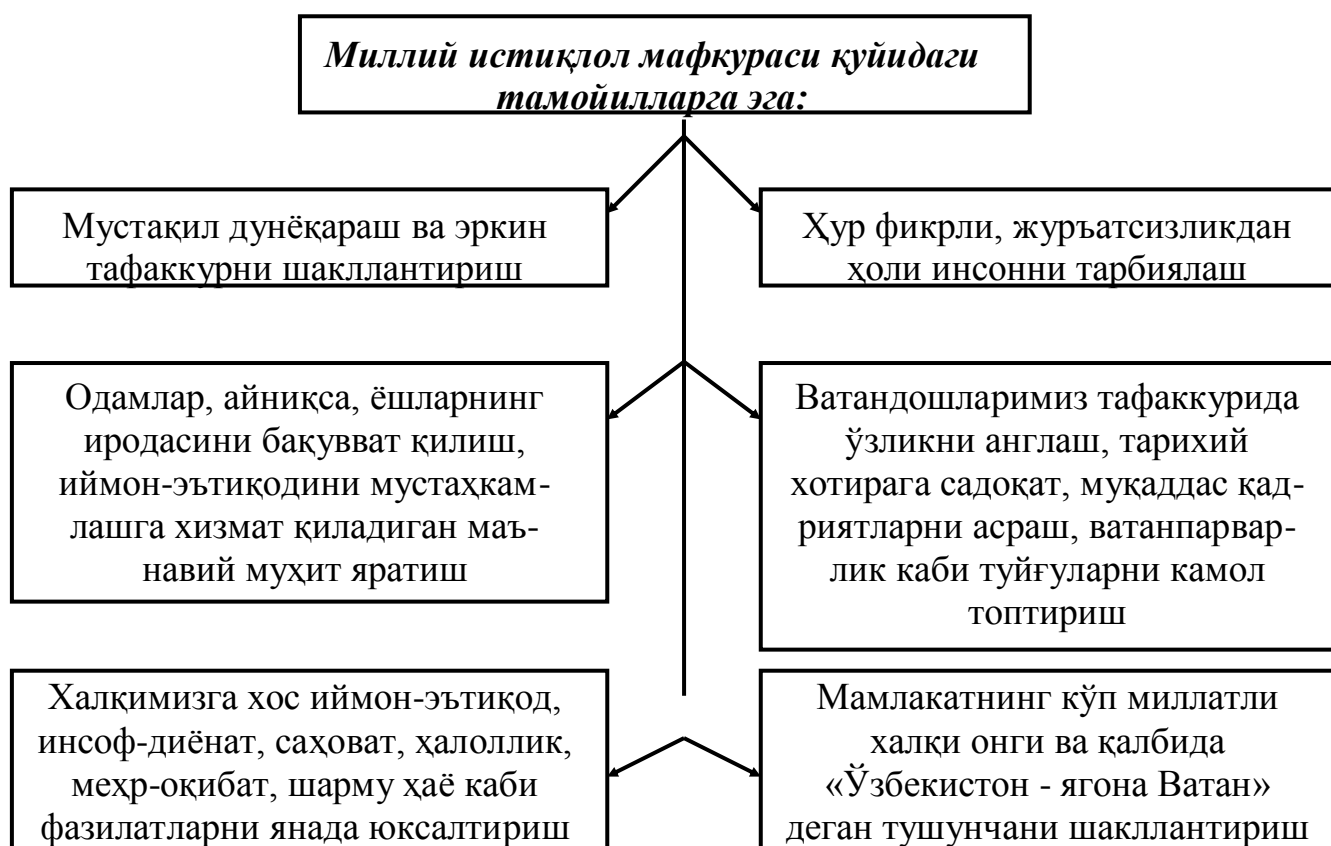 Миллий истиқлол мафкураси қуйидаги
тамойилларга эга:
Мустақил дунёқараш ва эркин
тафаккурни шакллантириш
Ҳур фикрли, журъатсизликдан
ҳоли инсонни тарбиялаш
Одамлар, айниқса, ёшларнинг
иродасини бақувват қилиш,
иймон-эътиқодини мустаҳкам-
лашга хизмат қиладиган маъ-
навий муҳит яратиш
Ватандошларимиз тафаккурида
ўзликни англаш, тарихий
хотирага садоқат, муқаддас қад-
риятларни асраш, ватанпарвар-
лик каби туйғуларни камол
топтириш
Халқимизга хос иймон-эътиқод,
инсоф-диёнат, саҳоват, ҳалоллик,
меҳр-оқибат, шарму ҳаё каби
фазилатларни янада юксалтириш
Мамлакатнинг кўп миллатли
халқи онги ва қалбида
«Ўзбекистон - ягона Ватан»
деган тушунчани шакллантириш